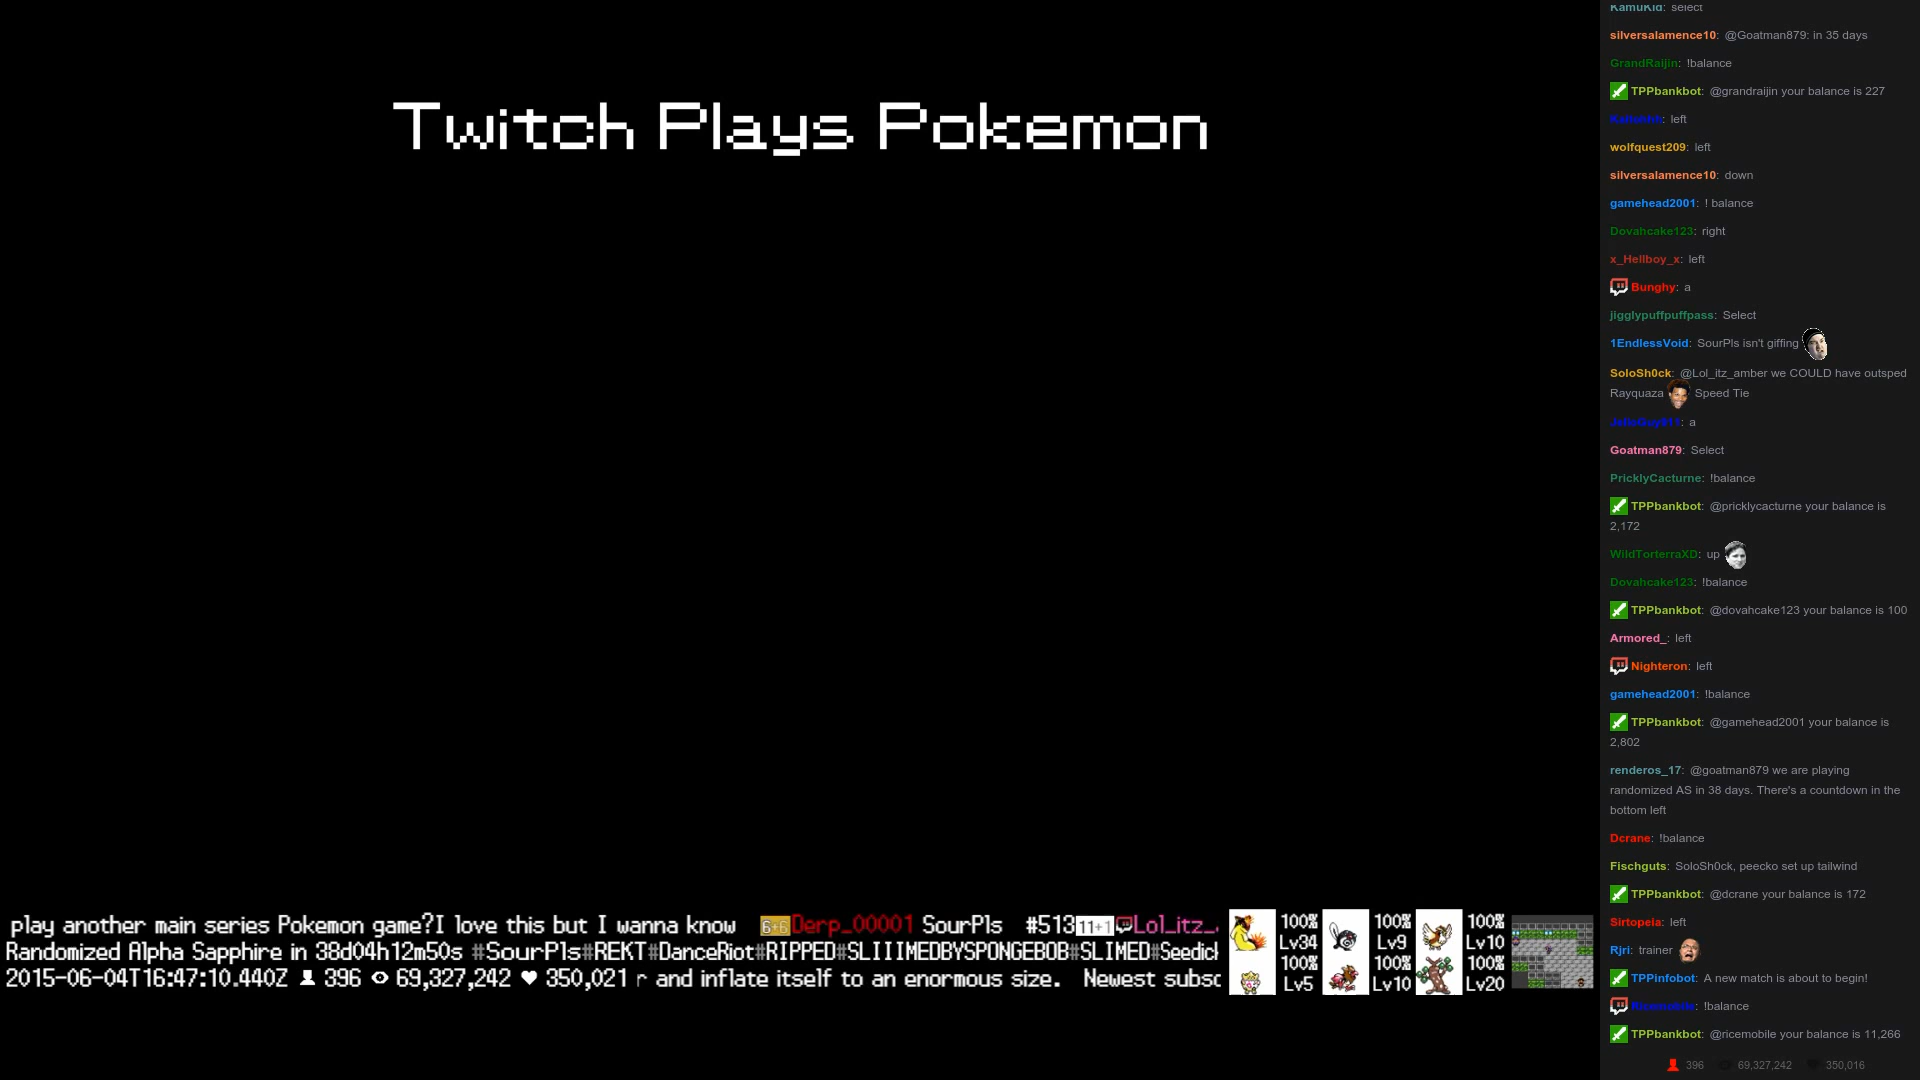 Twitch Plays Pokemon
play another main series Pokemon game?I love this but I wanna know 6+6 Derp_00001 SourPls #513 11+1 Lol_itz_
Randomized Alpha Sapphire in 38d04h12m50s #SourPls#REKT#DanceRiot#RIPPED#SLIIIMEDBYSPONGEBOB#SLIMED#Seedick
2015-06-04T16:47:10.440Z 396 69,327,242 350,021 r and inflate itself to an enormous size. Newest subsc
100% 100% 100%
Lv34 Lv9 Lv10
100% 100% 100%
Lv5 Lv10 Lv20
KamuKid: select
silversalamence10: @Goatman879: in 35 days
GrandRaijin: !balance
TPPbankbot: @grandraijin your balance is 227
: left
wolfquest209: left
silversalamence10: down
gamehead2001: ! balance
Dovahcake123: right
x_Hellboy_x: left
Bunghy: a
jigglypuffpuffpass: Select
1EndlessVoid: SourPls isn't giffing
SoloSh0ck: @Lol_itz_amber we COULD have outsped
Rayquaza Speed Tie
: a
Goatman879: Select
PricklyCacturne: !balance
TPPbankbot: @pricklycacturne your balance is
2,172
WildTorterraXD: up
Dovahcake123: !balance
TPPbankbot: @dovahcake123 your balance is 100
Armored_: left
Nighteron: left
gamehead2001: !balance
TPPbankbot: @gamehead2001 your balance is
2,802
renderos_17: @goatman879 we are playing
randomized AS in 38 days. There's a countdown in the
bottom left
Dcrane: !balance
Fischguts: SoloSh0ck, peecko set up tailwind
TPPbankbot: @dcrane your balance is 172
Sirtopeia: left
Rjri: trainer
TPPinfobot: A new match is about to begin!
Ricemobile: !balance
TPPbankbot: @ricemobile your balance is 11,266
396 69,327,242 350,016